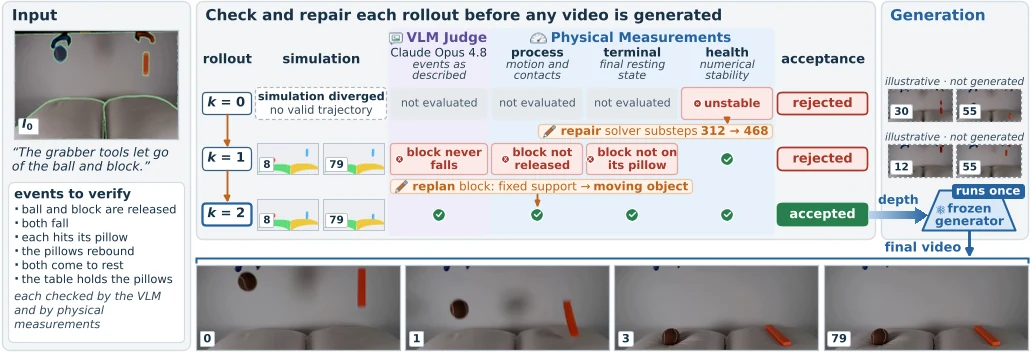 Input
I0
“The grabber tools let go
of the ball and block.”
events to verify
• ball and block are released
• both fall
• each hits its pillow
• the pillows rebound
• both come to rest
• the table holds the pillows
each checked by the VLM
and by physical
measurements
Check and repair each rollout before any video is generated
rollout
simulation
VLM Judge
Claude Opus 4.8
events as
described
Physical Measurements
process
motion and
contacts
terminal
final resting
state
health
numerical
stability
acceptance
k = 0
simulation diverged
no valid trajectory
not evaluated
not evaluated
not evaluated
unstable
rejected
repair solver substeps 312 → 468
k = 1
8
79
block never
falls
block not
released
block not on
its pillow
rejected
replan block: fixed support → moving object
k = 2
8
79
accepted
Generation
illustrative · not generated
30
55
illustrative · not generated
12
55
runs once
depth
frozen
generator
final video
0
1
3
79